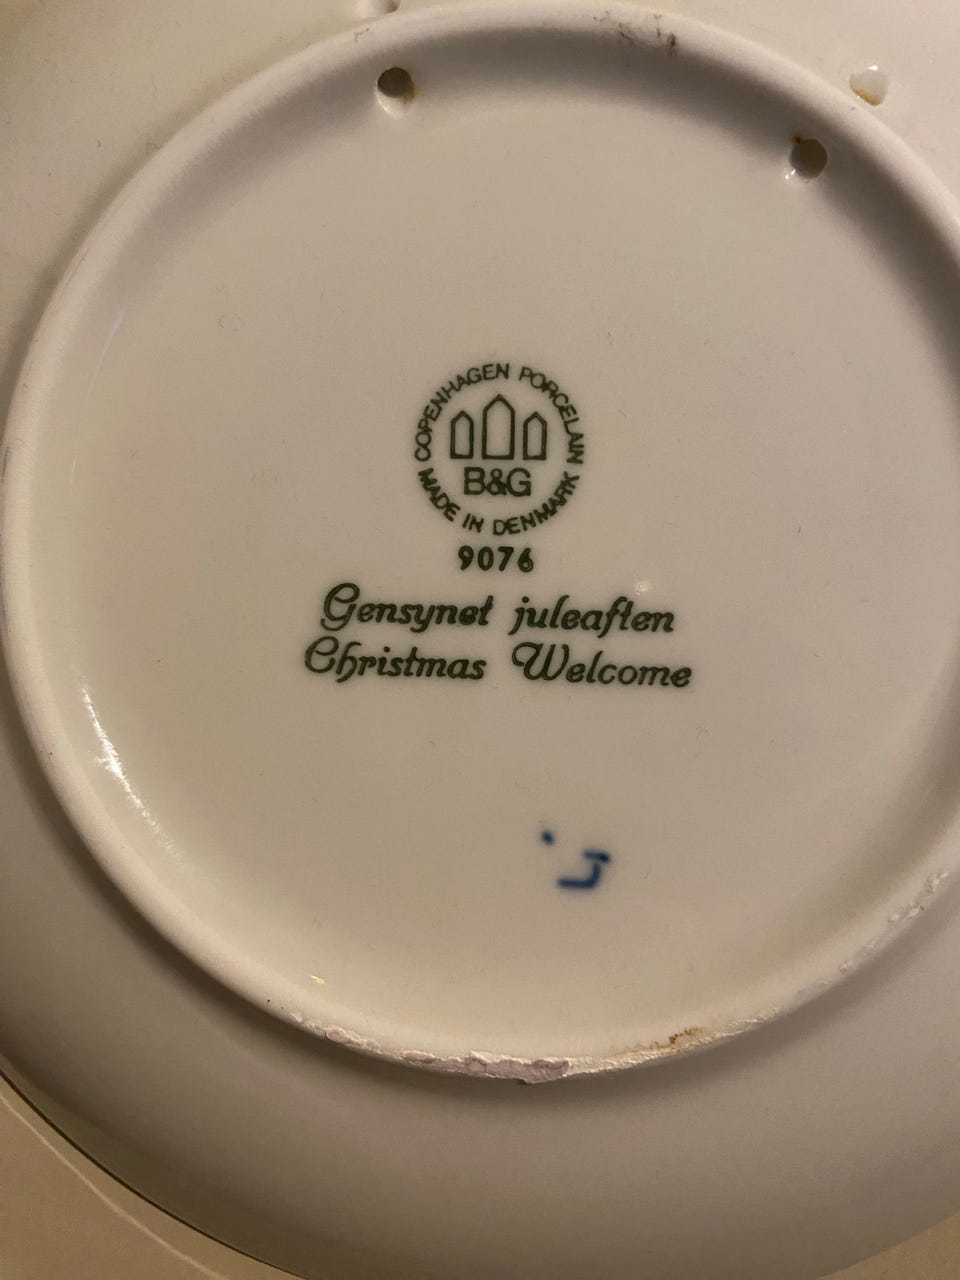 COPENHAGEN PORCELAIN
B&G
MADE IN DENMARK
9076
Gensynet juleaften
Christmas Welcome